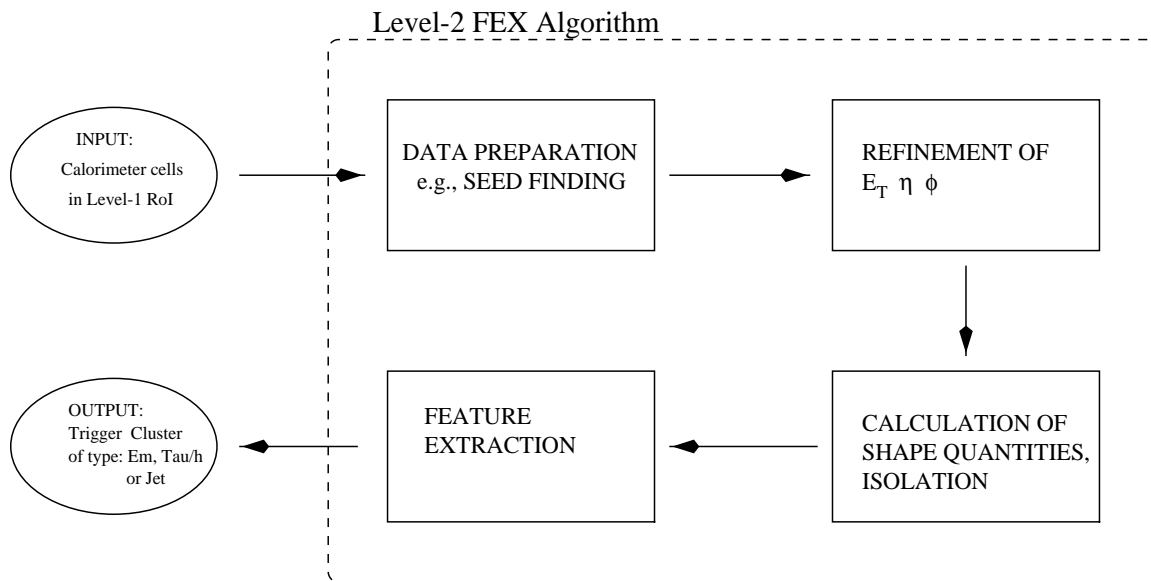 Level-2 FEX Algorithm
INPUT:
Calorimeter cells
in Level-1 RoI
DATA PREPARATION
e.g., SEED FINDING
REFINEMENT OF
E_T η φ
CALCULATION OF
SHAPE QUANTITIES,
ISOLATION
FEATURE
EXTRACTION
OUTPUT:
Trigger Cluster
of type: Em, Tau/h
or Jet